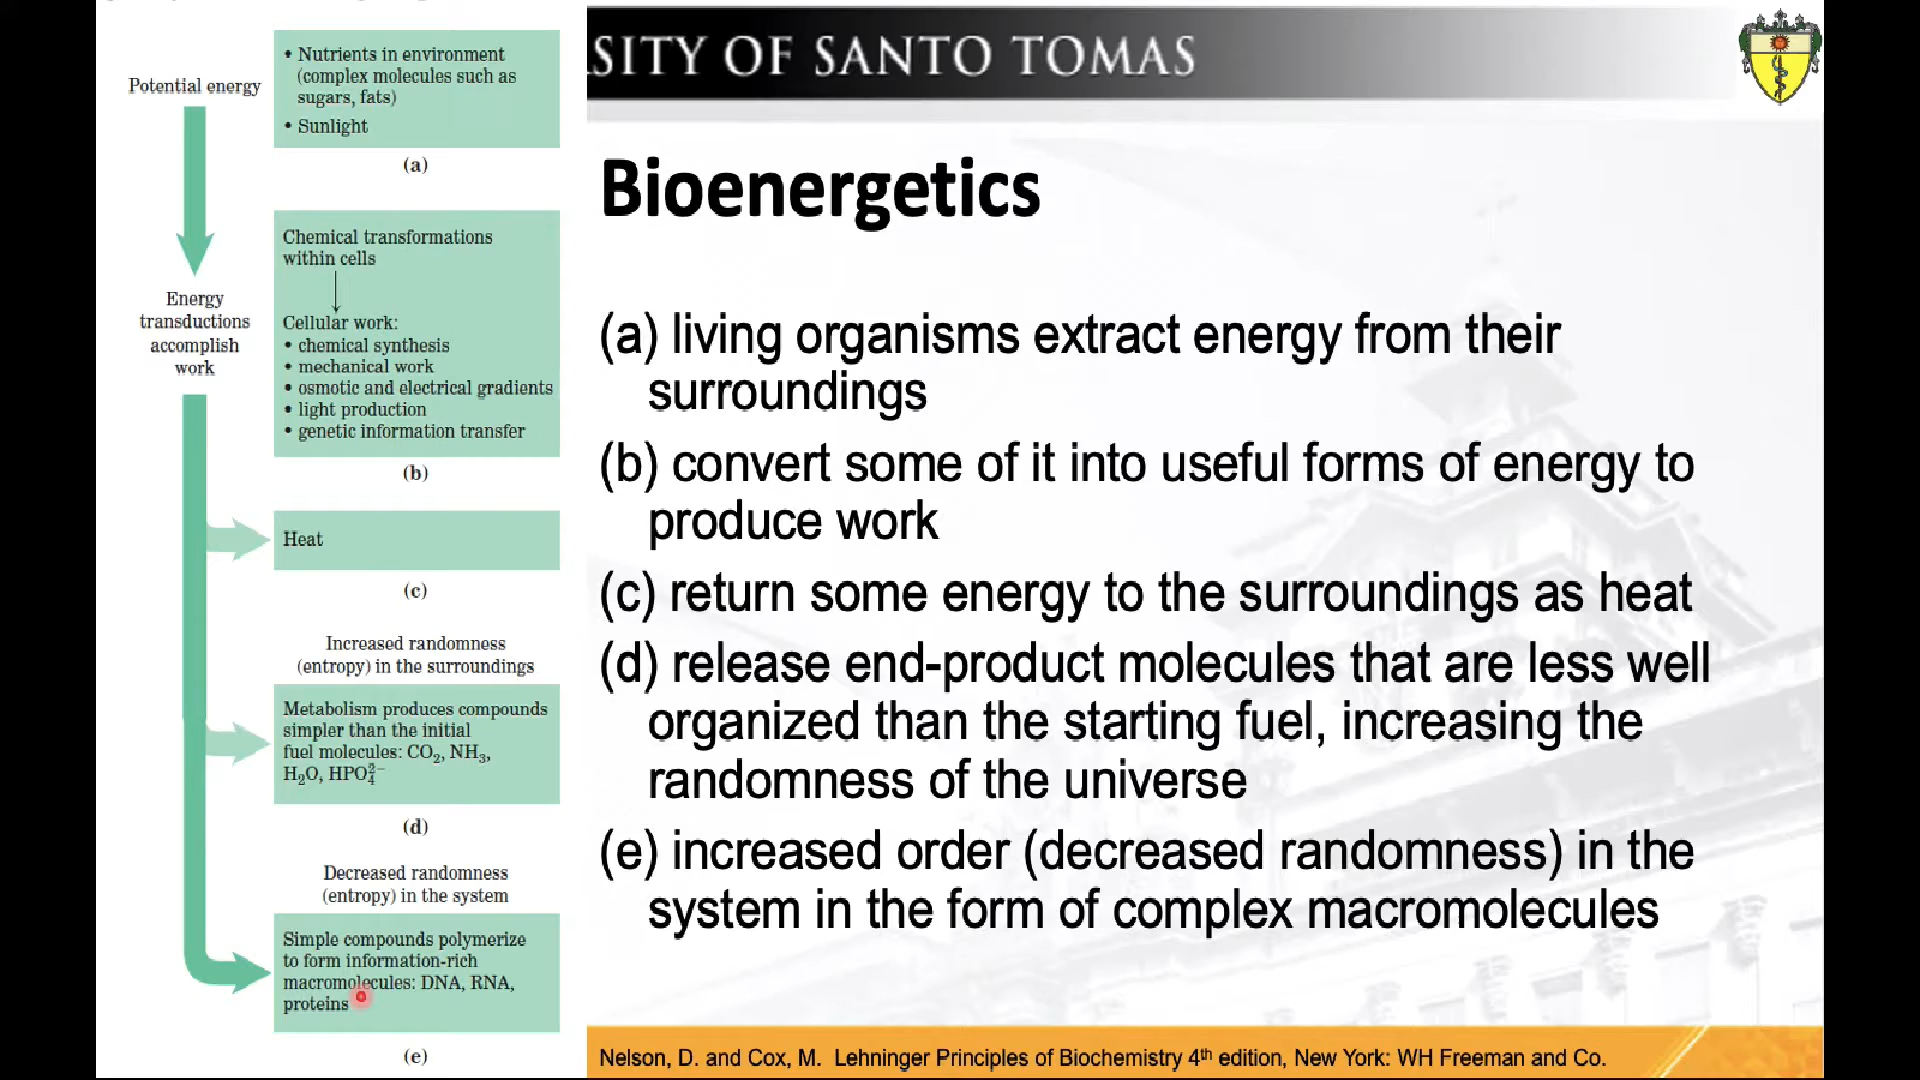 Potential energy
• Nutrients in environment
(complex molecules such as
sugars, fats)
• Sunlight
(a)
Energy
transductions
accomplish
work
Chemical transformations
within cells
Cellular work:
• chemical synthesis
• mechanical work
• osmotic and electrical gradients
• light production
• genetic information transfer
(b)
Heat
(c)
Increased randomness
(entropy) in the surroundings
Metabolism produces compounds
simpler than the initial
fuel molecules: CO₂, NH₃,
H₂O, HPO₄²⁻
(d)
Decreased randomness
(entropy) in the system
Simple compounds polymerize
to form information-rich
macromolecules: DNA, RNA,
proteins
(e)
SITY OF SANTO TOMAS
Bioenergetics
(a) living organisms extract energy from their
surroundings
(b) convert some of it into useful forms of energy to
produce work
(c) return some energy to the surroundings as heat
(d) release end-product molecules that are less well
organized than the starting fuel, increasing the
randomness of the universe
(e) increased order (decreased randomness) in the
system in the form of complex macromolecules
Nelson, D. and Cox, M. Lehninger Principles of Biochemistry 4th edition, New York: WH Freeman and Co.